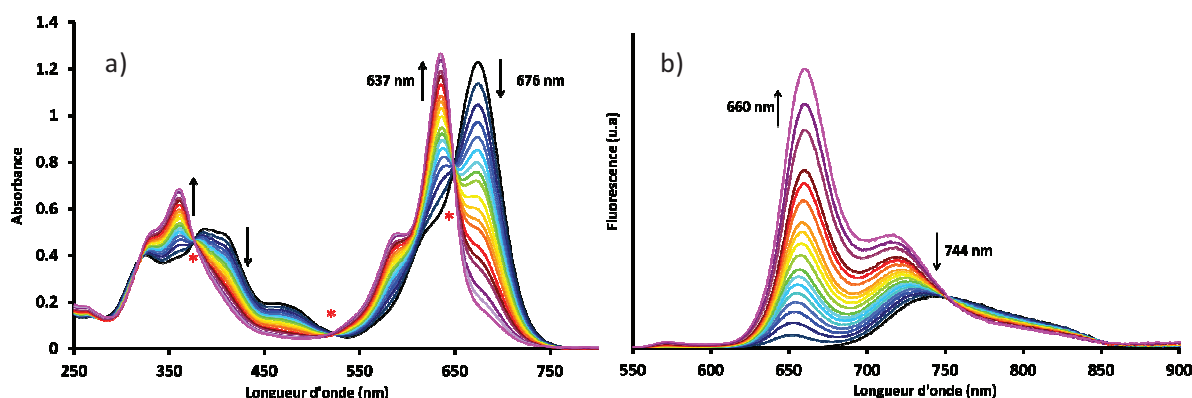 a)
1.4
1.2
1
0.8
0.6
0.4
0.2
0
Absorbance
637 nm
676 nm
*
*
*
250
350
450
550
650
750
Longueur d'onde (nm)
b)
Fluorescence (u.a)
660 nm
744 nm
550
600
650
700
750
800
850
900
Longueur d'onde (nm)